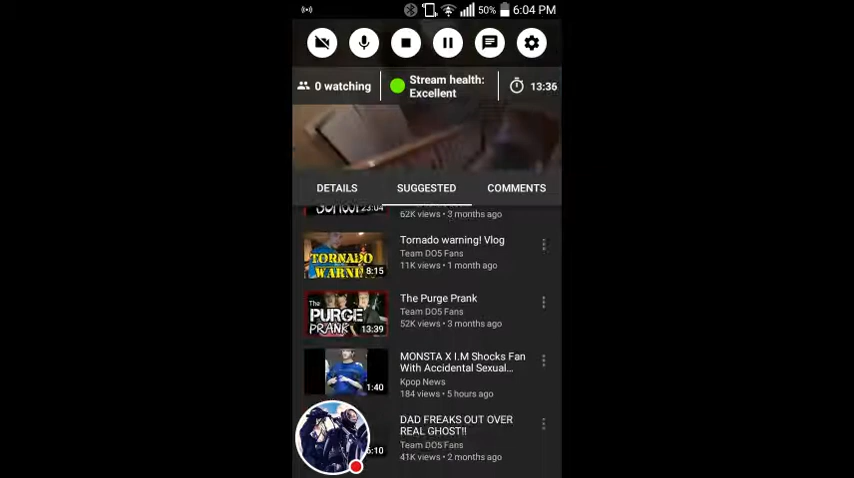 50% 6:04 PM
0 watching
Stream health:
Excellent
13:36
DETAILS SUGGESTED COMMENTS
23:04
62K views • 3 months ago
TORNADO
8:15
Tornado warning! Vlog
Team DO5 Fans
11K views • 1 month ago
The
PURGE
PRANK
13:39
The Purge Prank
Team DO5 Fans
52K views • 3 months ago
1:40
MONSTA X I.M Shocks Fan
With Accidental Sexual...
Kpop News
184 views • 5 hours ago
6:10
DAD FREAKS OUT OVER
REAL GHOST!!
Team DO5 Fans
41K views • 2 months ago